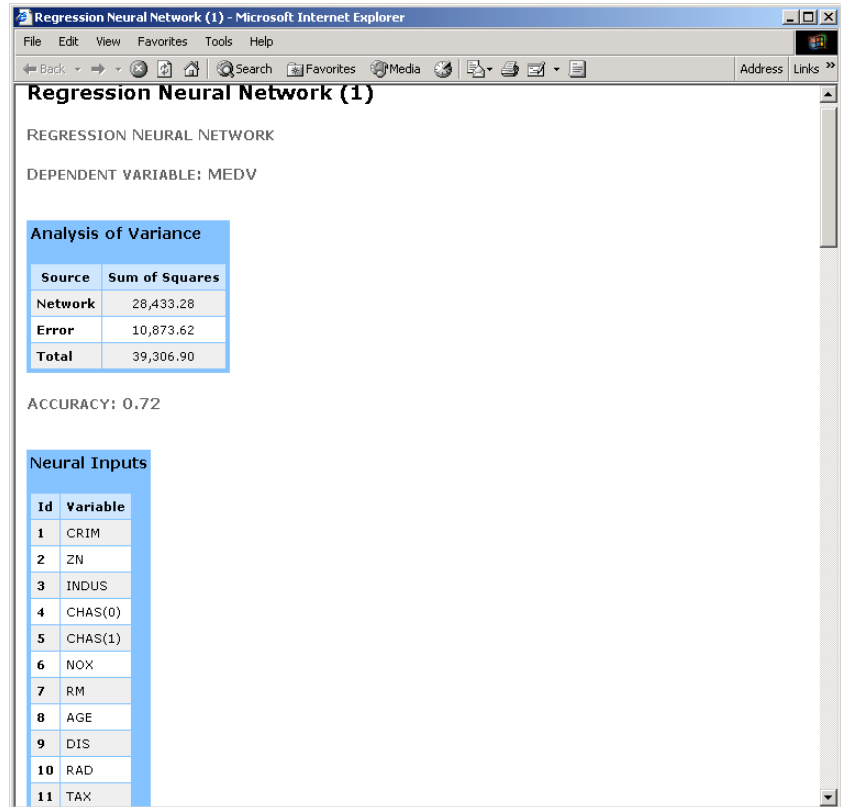 Regression Neural Network (1) - Microsoft Internet Explorer
File Edit View Favorites Tools Help
Back Search Favorites Media Address Links »
Regression Neural Network (1)
REGRESSION NEURAL NETWORK
DEPENDENT VARIABLE: MEDV
Analysis of Variance
Source Sum of Squares
Network 28,433.28
Error 10,873.62
Total 39,306.90
ACCURACY: 0.72
Neural Inputs
Id Variable
1 CRIM
2 ZN
3 INDUS
4 CHAS(0)
5 CHAS(1)
6 NOX
7 RM
8 AGE
9 DIS
10 RAD
11 TAX